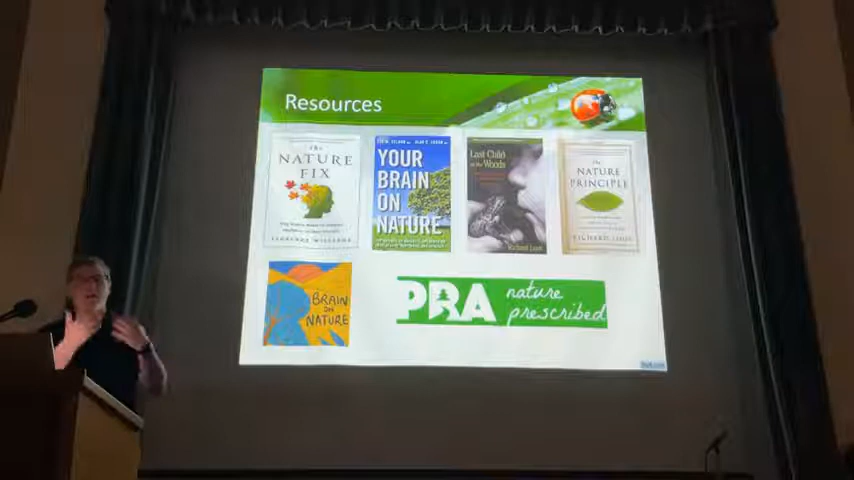 Resources
The
NATURE
FIX
FLORENCE WILLIAMS
YOUR
BRAIN
ON
NATURE
Last Child
in the Woods
Richard Louv
The
NATURE
PRINCIPLE
RICHARD LOUV
BRAIN
ON
NATURE
PRA nature
prescribed